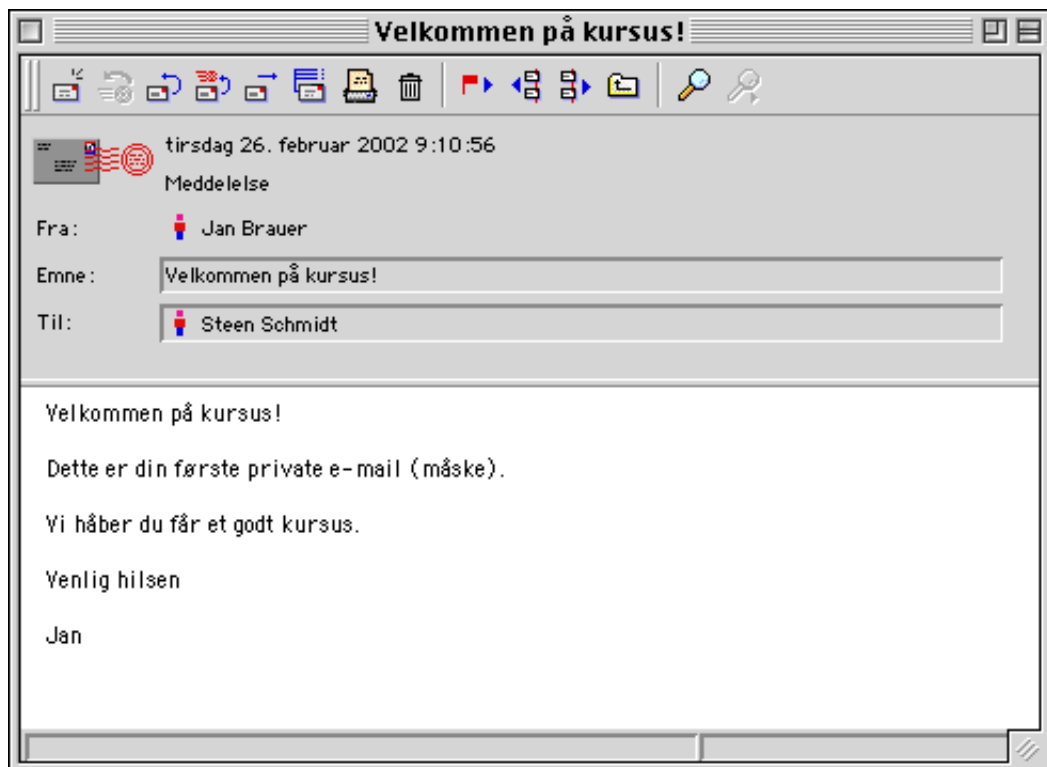 Velkommen på kursus!
tirsdag 26. februar 2002 9:10:56
Meddelelse
Fra: Jan Brauer
Emne: Velkommen på kursus!
Til: Steen Schmidt
Velkommen på kursus!
Dette er din første private e-mail (måske).
Vi håber du får et godt kursus.
Venlig hilsen
Jan